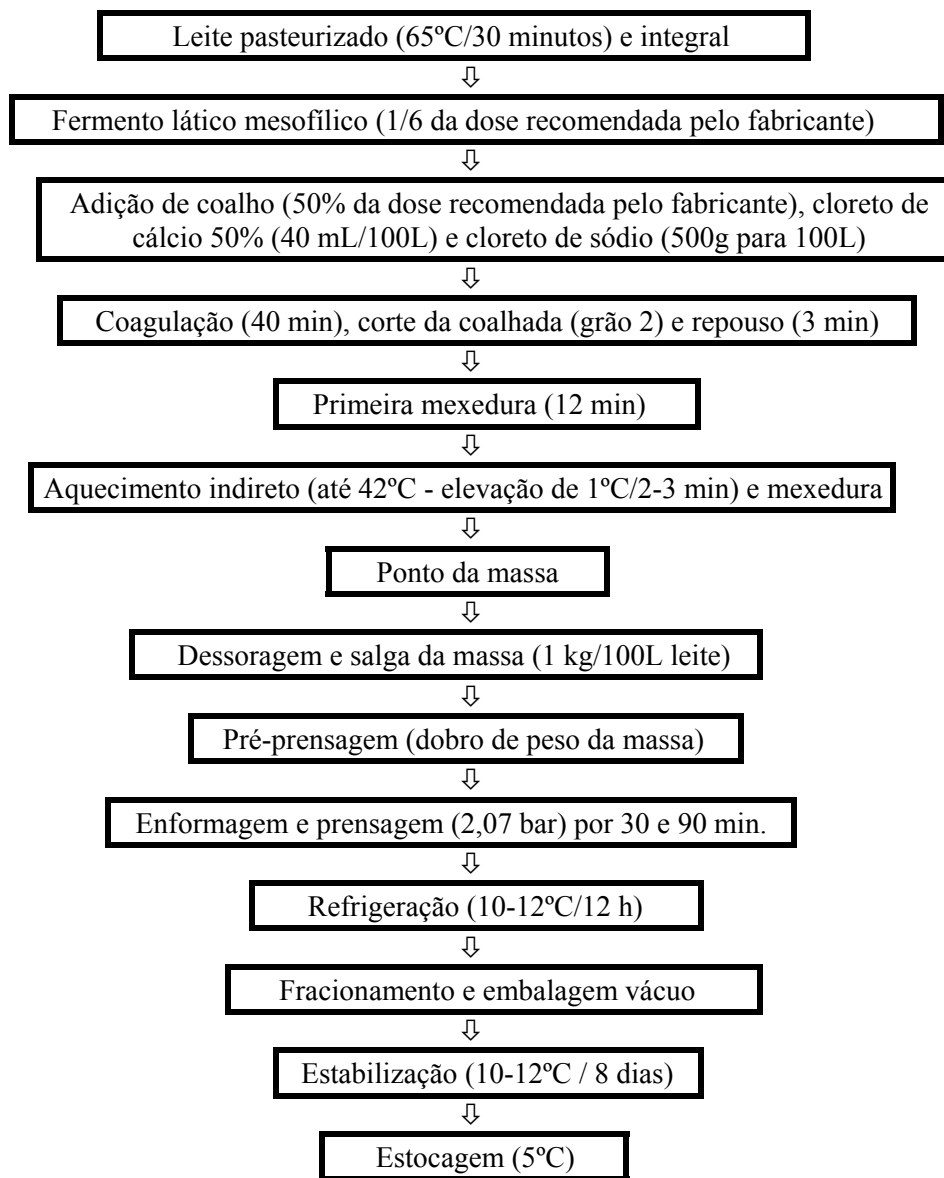 Leite pasteurizado (65ºC/30 minutos) e integral
⇩
Fermento lático mesofílico (1/6 da dose recomendada pelo fabricante)
⇩
Adição de coalho (50% da dose recomendada pelo fabricante), cloreto de
cálcio 50% (40 mL/100L) e cloreto de sódio (500g para 100L)
⇩
Coagulação (40 min), corte da coalhada (grão 2) e repouso (3 min)
⇩
Primeira mexedura (12 min)
⇩
Aquecimento indireto (até 42ºC - elevação de 1ºC/2-3 min) e mexedura
⇩
Ponto da massa
⇩
Dessoragem e salga da massa (1 kg/100L leite)
⇩
Pré-prensagem (dobro de peso da massa)
⇩
Enformagem e prensagem (2,07 bar) por 30 e 90 min.
⇩
Refrigeração (10-12ºC/12 h)
⇩
Fracionamento e embalagem vácuo
⇩
Estabilização (10-12ºC / 8 dias)
⇩
Estocagem (5ºC)